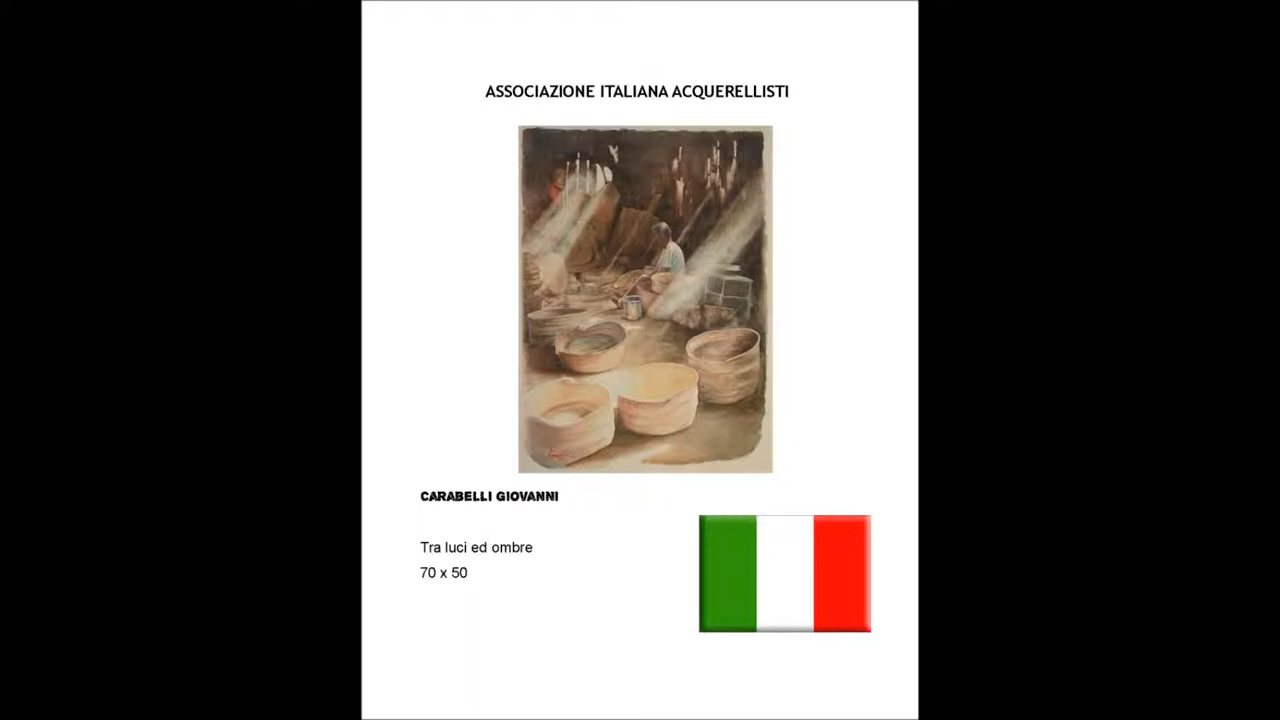 ASSOCIAZIONE ITALIANA ACQUERELLISTI
CARABELLI GIOVANNI
Tra luci ed ombre
70 x 50